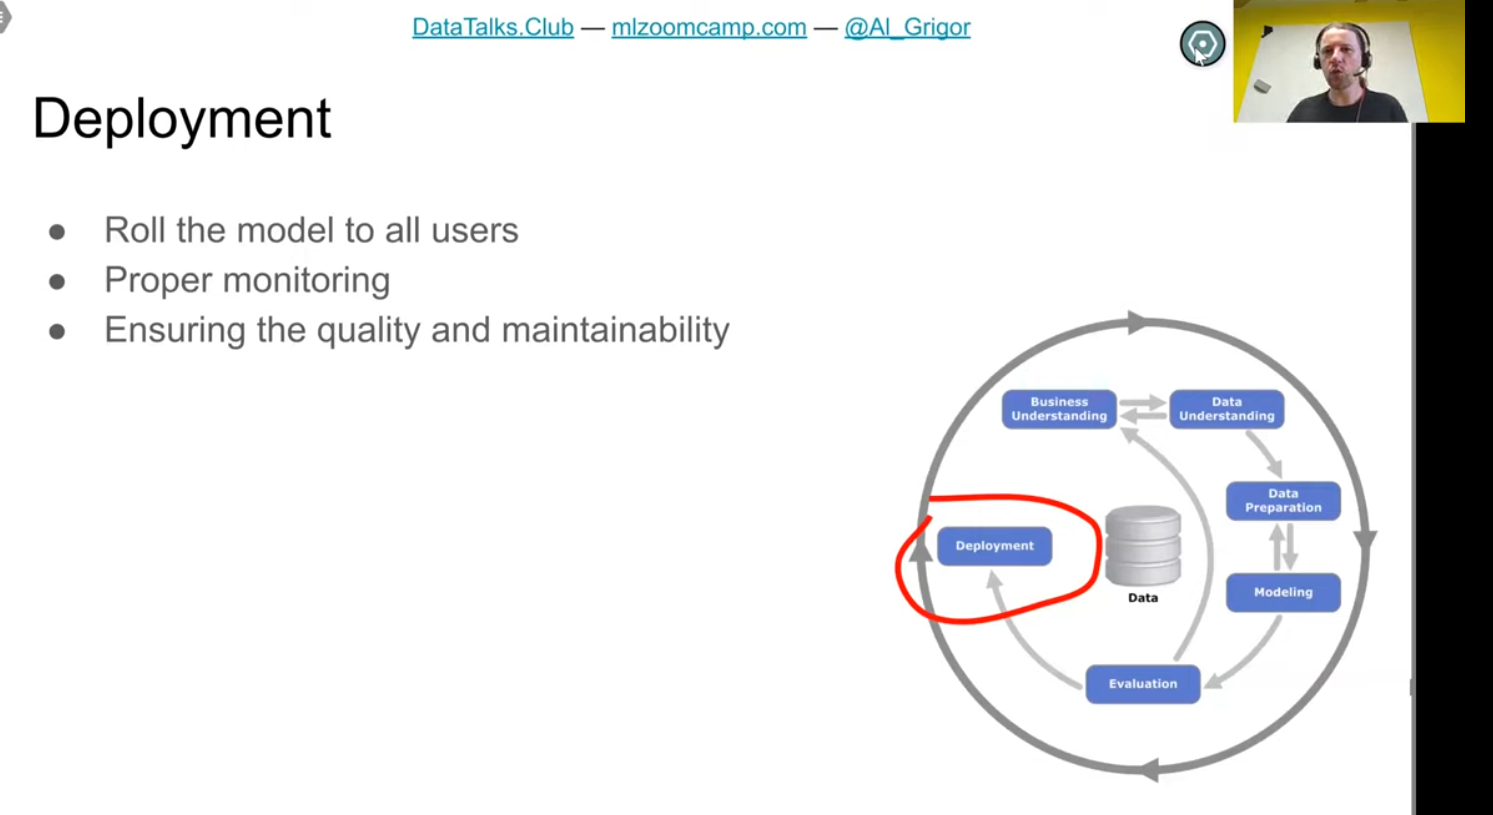 DataTalks.Club — mlzoomcamp.com — @Al_Grigor
Deployment
● Roll the model to all users
● Proper monitoring
● Ensuring the quality and maintainability
Business
Understanding
Data
Understanding
Data
Preparation
Modeling
Evaluation
Deployment
Data